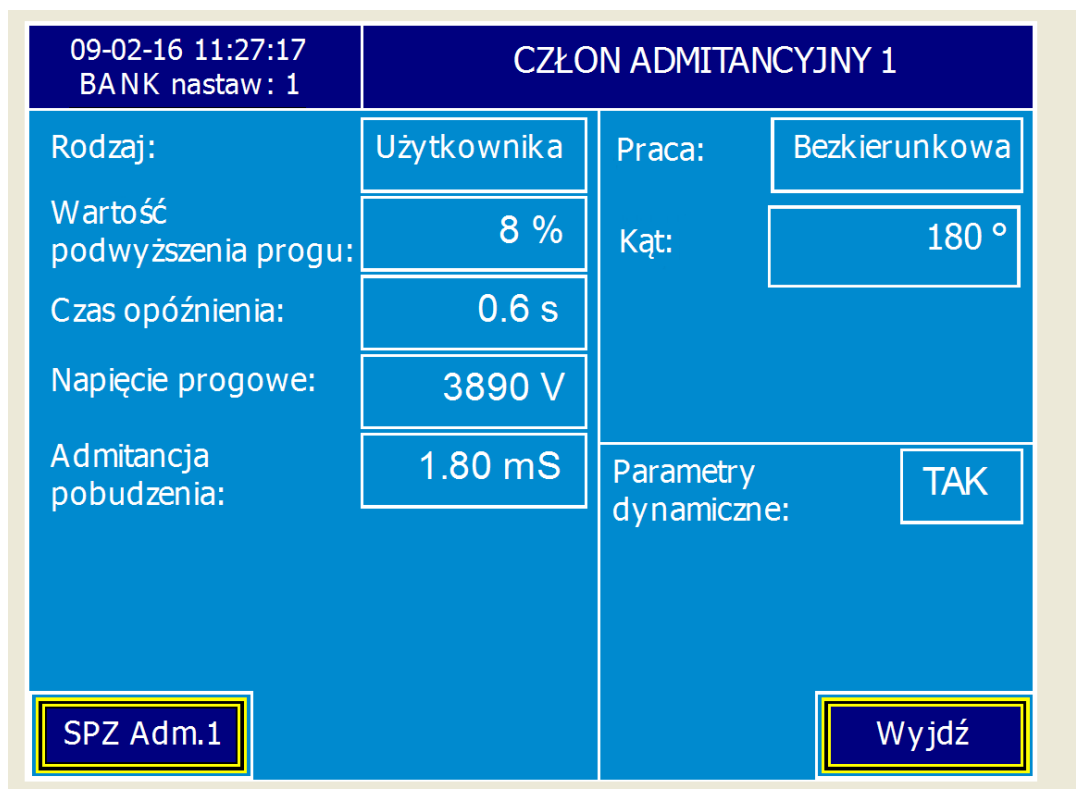 09-02-16 11:27:17
BANK nastaw: 1
CZŁON ADMITANCYJNY 1
Rodzaj:
Użytkownika
Wartość
podwyższenia progu:
8 %
Czas opóźnienia:
0.6 s
Napięcie progowe:
3890 V
Admitancja
pobudzenia:
1.80 mS
Praca:
Bezkierunkowa
Kąt:
180 °
Parametry
dynamiczne:
TAK
SPZ Adm.1
Wyjdź